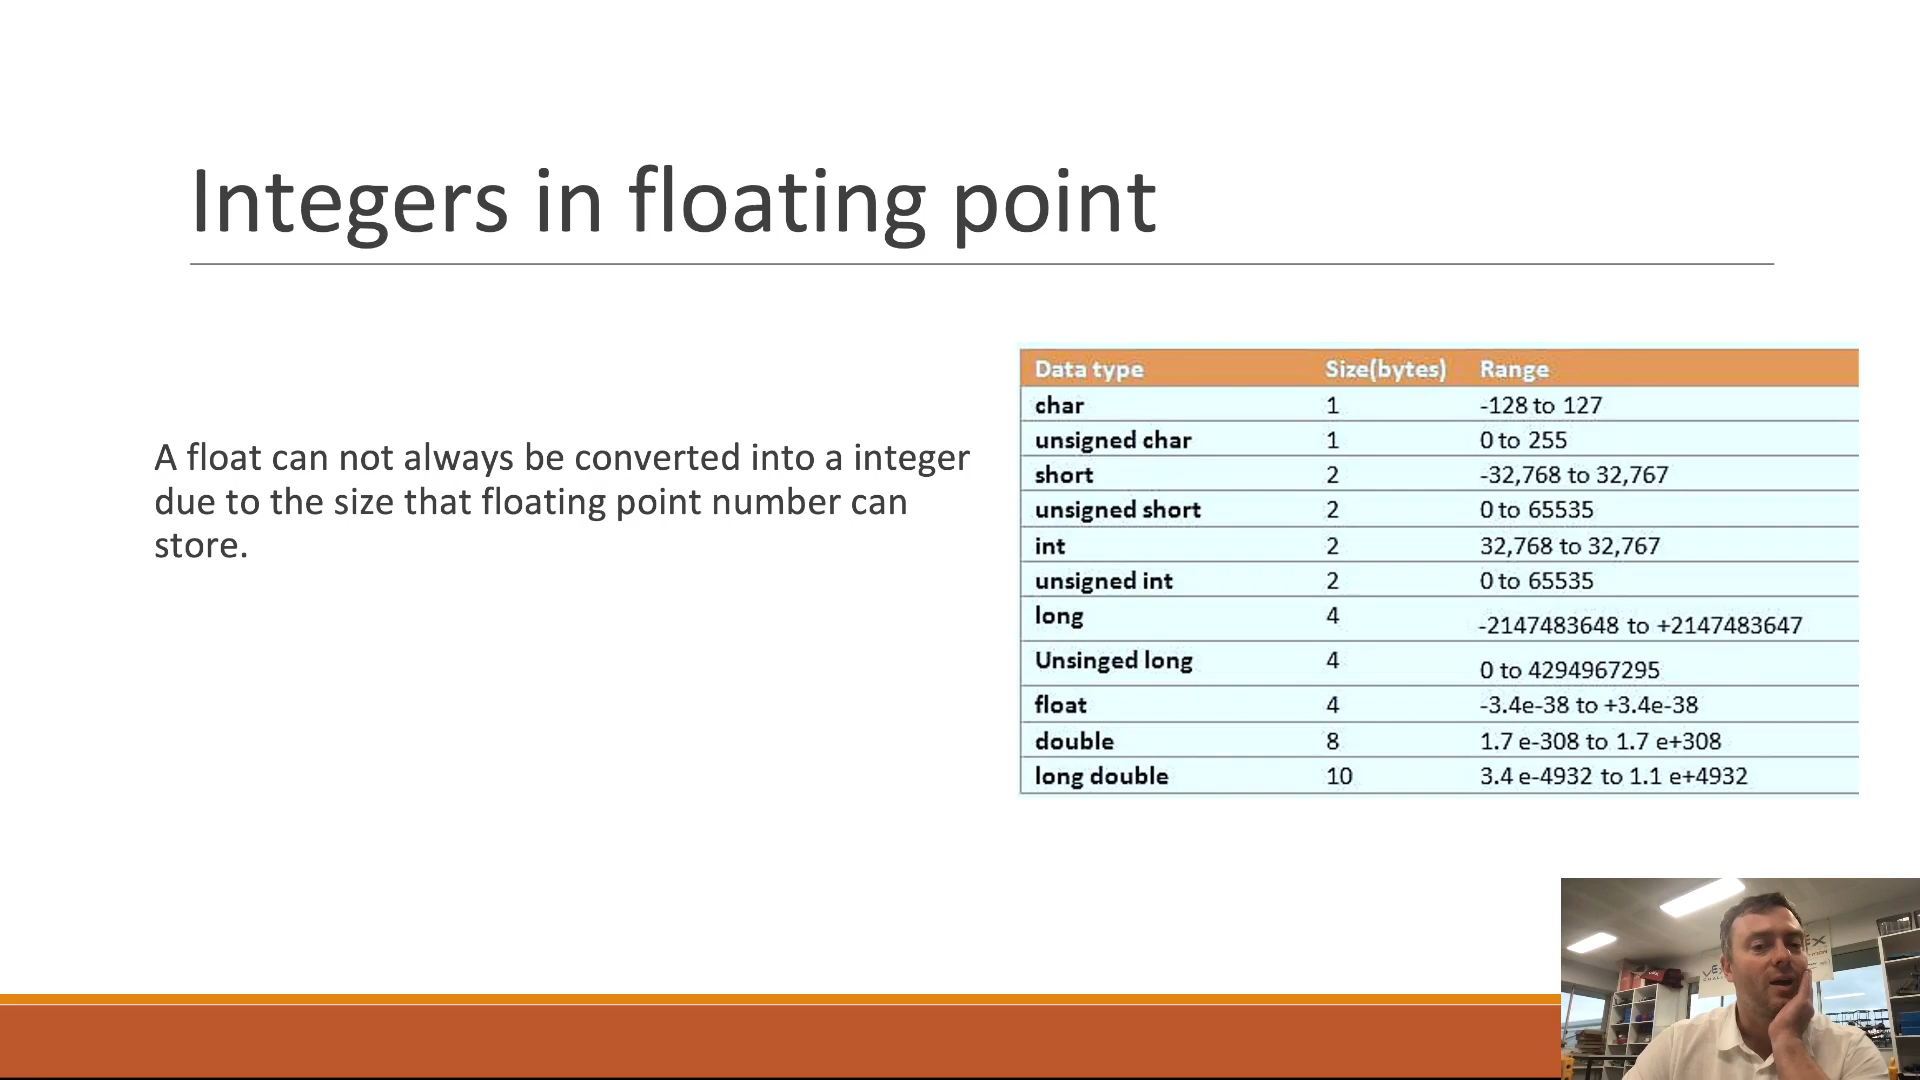 Integers in floating point
A float can not always be converted into a integer
due to the size that floating point number can
store.
Data type Size(bytes) Range
char 1 -128 to 127
unsigned char 1 0 to 255
short 2 -32,768 to 32,767
unsigned short 2 0 to 65535
int 2 32,768 to 32,767
unsigned int 2 0 to 65535
long 4 -2147483648 to +2147483647
Unsinged long 4 0 to 4294967295
float 4 -3.4e-38 to +3.4e-38
double 8 1.7 e-308 to 1.7 e+308
long double 10 3.4 e-4932 to 1.1 e+4932